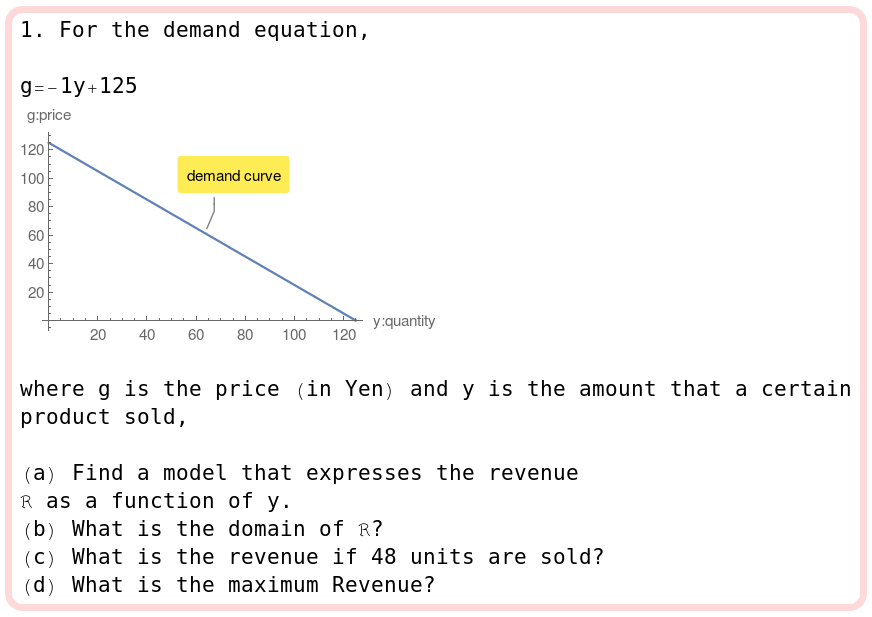 1. For the demand equation,
g=-1y+125
g:price
120
100
80
60
40
20
demand curve
20 40 60 80 100 120
y:quantity
where g is the price (in Yen) and y is the amount that a certain
product sold,
(a) Find a model that expresses the revenue
ℛ as a function of y.
(b) What is the domain of ℛ?
(c) What is the revenue if 48 units are sold?
(d) What is the maximum Revenue?